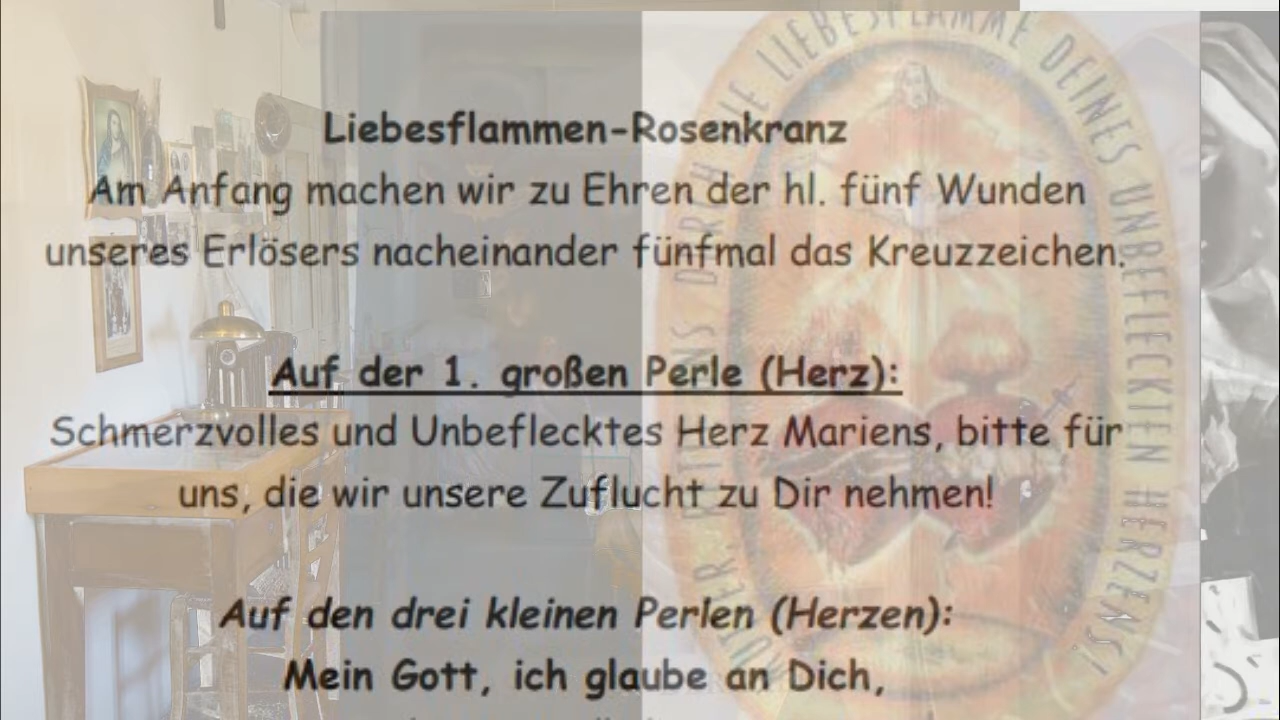 Liebesflammen-Rosenkranz
Am Anfang machen wir zu Ehren der hl. fünf Wunden
unseres Erlösers nacheinander fünfmal das Kreuzzeichen.
Auf der 1. großen Perle (Herz):
Schmerzvolles und Unbeflecktes Herz Mariens, bitte für
uns, die wir unsere Zuflucht zu Dir nehmen!
Auf den drei kleinen Perlen (Herzen):
Mein Gott, ich glaube an Dich,
LIEBESFLAMME DEINES UNBEFLECKTEN HERZENS!